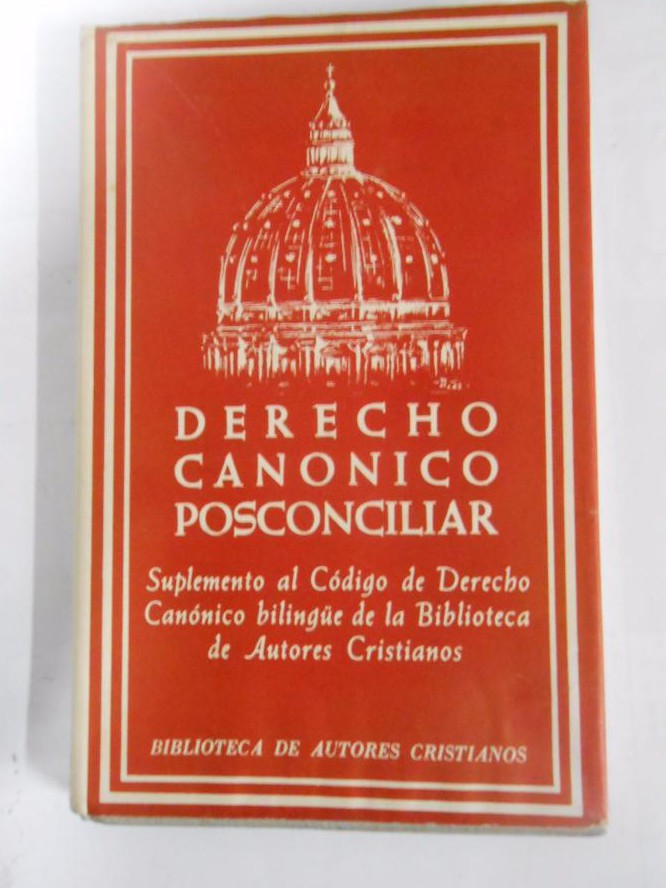 DERECHO
CANONICO
POSCONCILIAR
Suplemento al Código de Derecho
Canónico bilingüe de la Biblioteca
de Autores Cristianos
BIBLIOTECA DE AUTORES CRISTIANOS